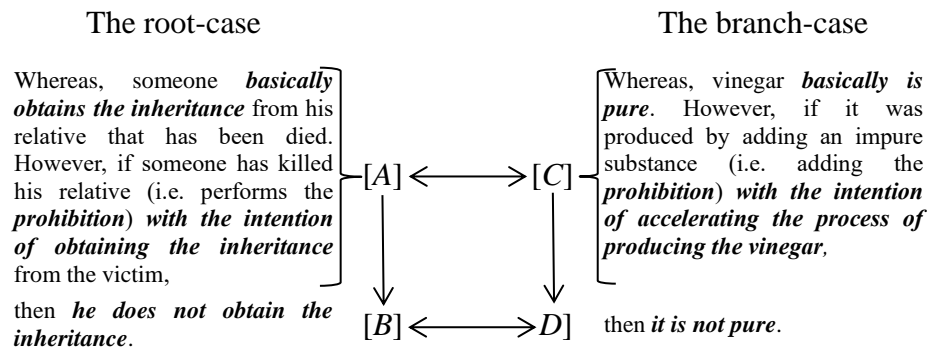 The root-case
Whereas, someone basically
obtains the inheritance from his
relative that has been died.
However, if someone has killed
his relative (i.e. performs the
prohibition) with the intention
of obtaining the inheritance
from the victim,
then he does not obtain the
inheritance.
[A]
[B]
The branch-case
[C]
D]
Whereas, vinegar basically is
pure. However, if it was
produced by adding an impure
substance (i.e. adding the
prohibition) with the intention
of accelerating the process of
producing the vinegar,
then it is not pure.